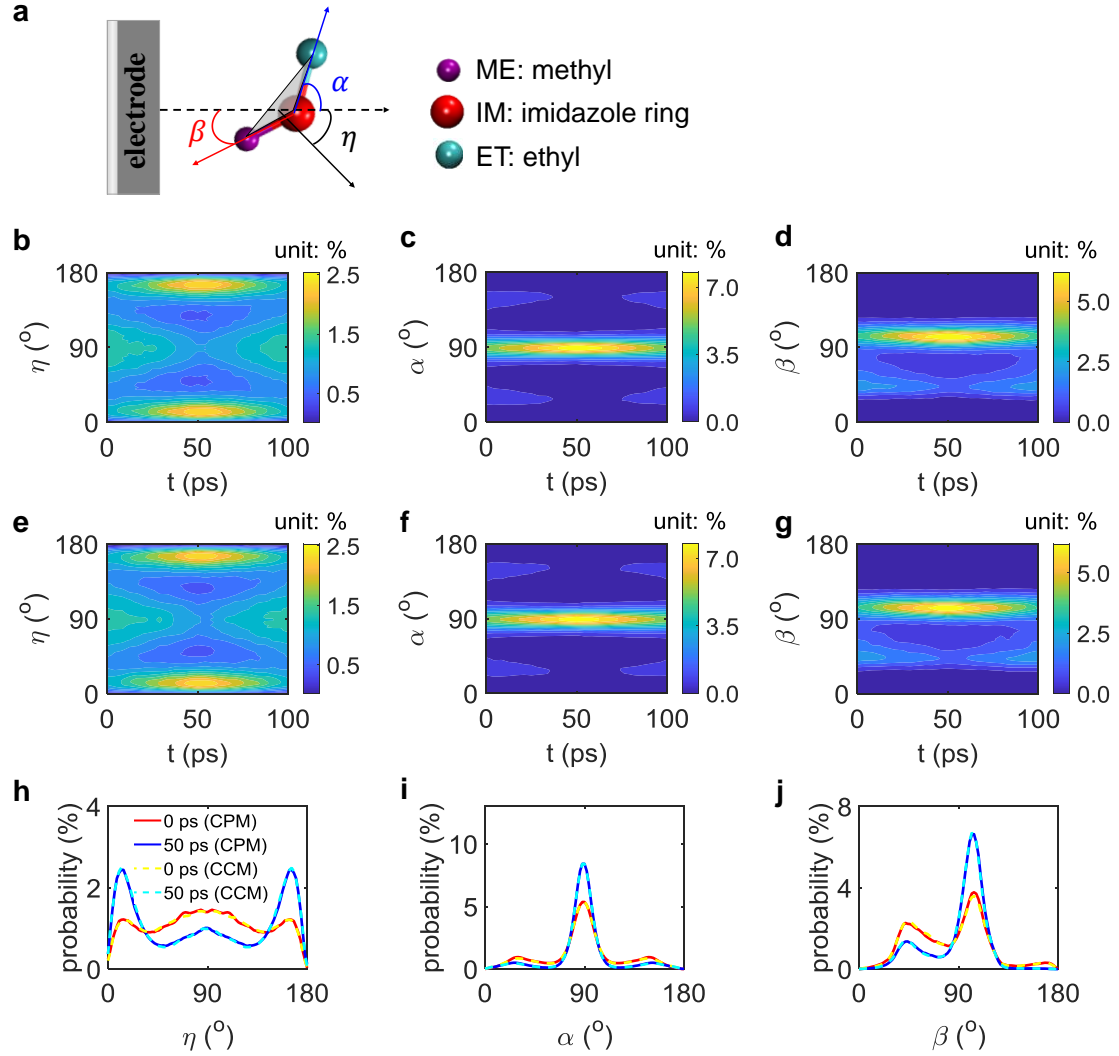 a
electrode
α
β
η
ME: methyl
IM: imidazole ring
ET: ethyl
b
unit: %
180
90
0
η (o)
0 50 100
t (ps)
2.5
1.5
0.5
c
unit: %
180
90
0
α (o)
0 50 100
t (ps)
7.0
3.5
0.0
d
unit: %
180
90
0
β (o)
0 50 100
t (ps)
5.0
2.5
0.0
e
unit: %
180
90
0
η (o)
0 50 100
t (ps)
2.5
1.5
0.5
f
unit: %
180
90
0
α (o)
0 50 100
t (ps)
7.0
3.5
0.0
g
unit: %
180
90
0
β (o)
0 50 100
t (ps)
5.0
2.5
0.0
h
4
2
0
probability (%)
0 ps (CPM)
50 ps (CPM)
0 ps (CCM)
50 ps (CCM)
0 90 180
η (o)
i
10
5
0
probability (%)
0 90 180
α (o)
j
8
4
0
probability (%)
0 90 180
β (o)